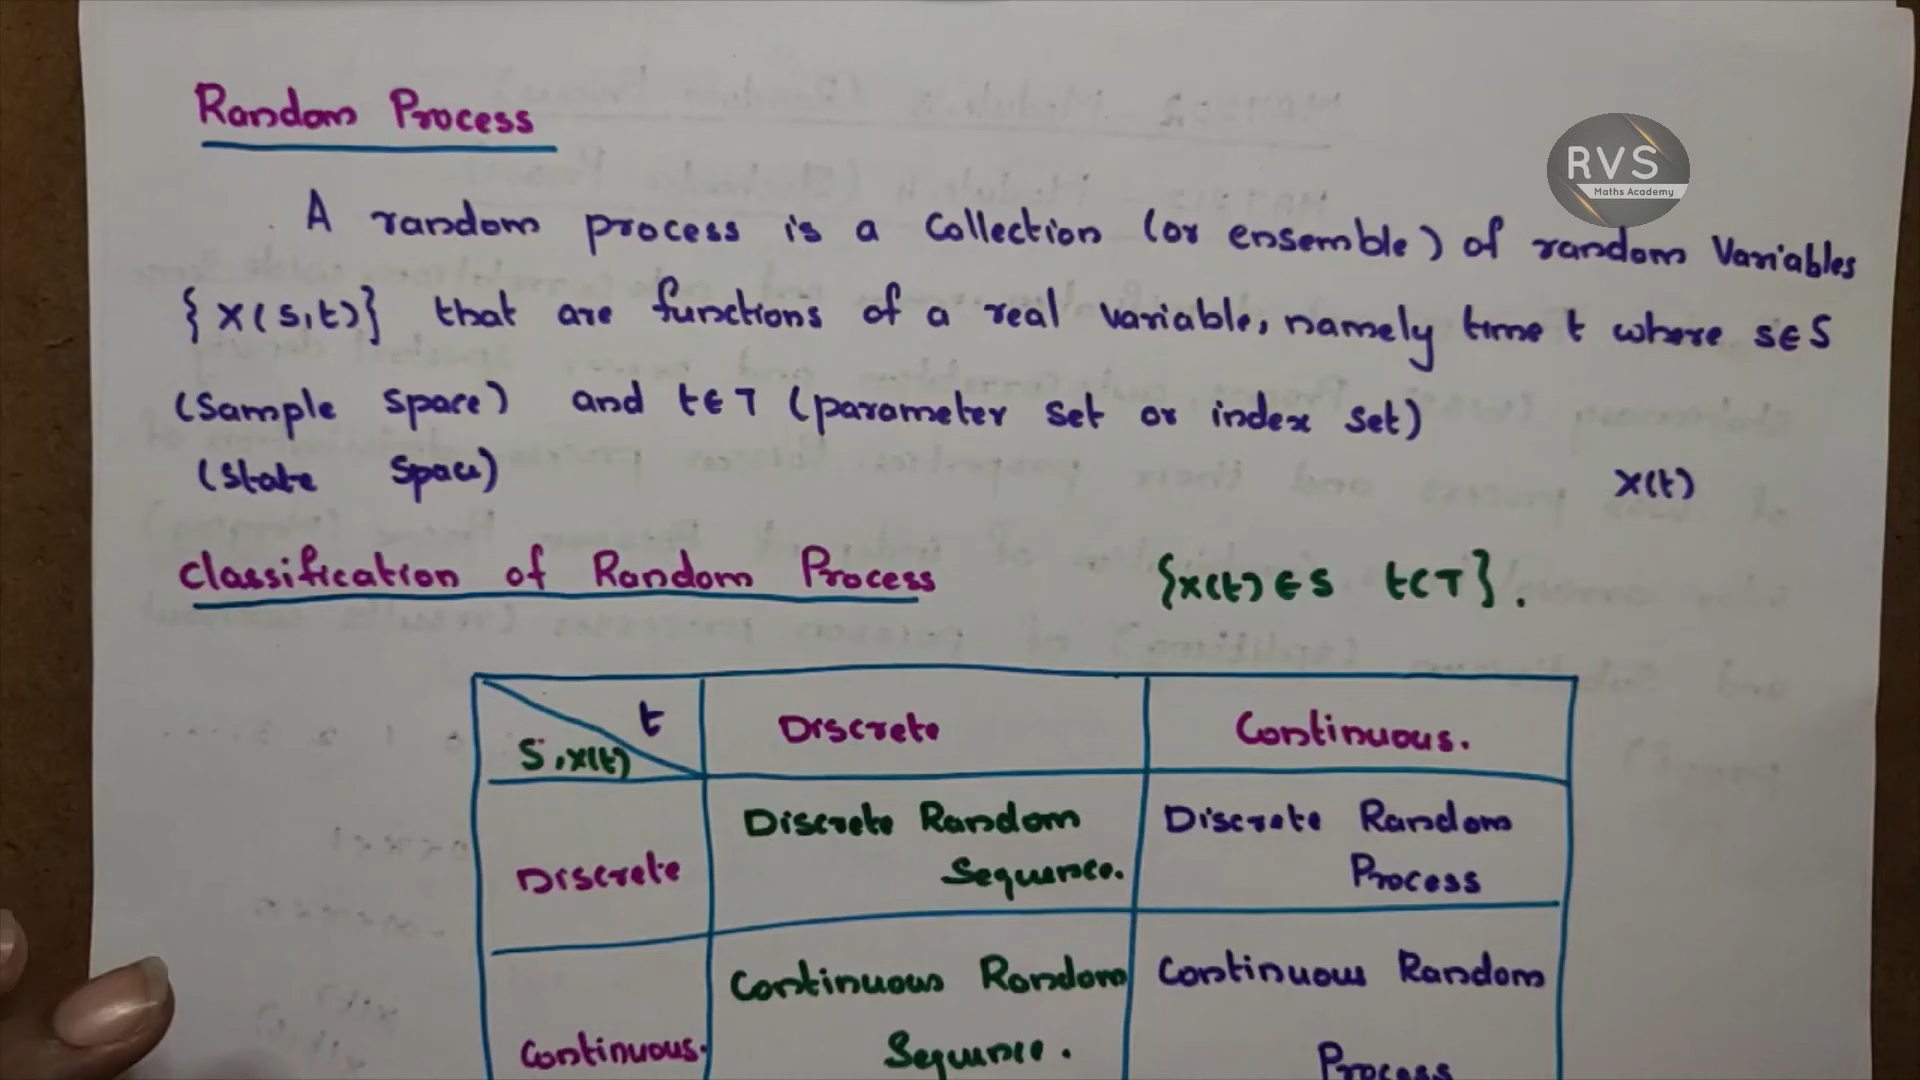 Random Process
RVS
Maths Academy
A random process is a collection (or ensemble) of random variables
{X(s,t)} that are functions of a real variable, namely time t where s∈S
(sample space) and t∈T (parameter set or index set)
(state space)
X(t)
Classification of Random Process
{X(t)∈S t∈T}.
t
S, X(t)
Discrete
Continuous.
Discrete
Discrete Random
Sequence.
Discrete Random
Process
Continuous.
Continuous Random
Sequence.
Continuous Random
Process